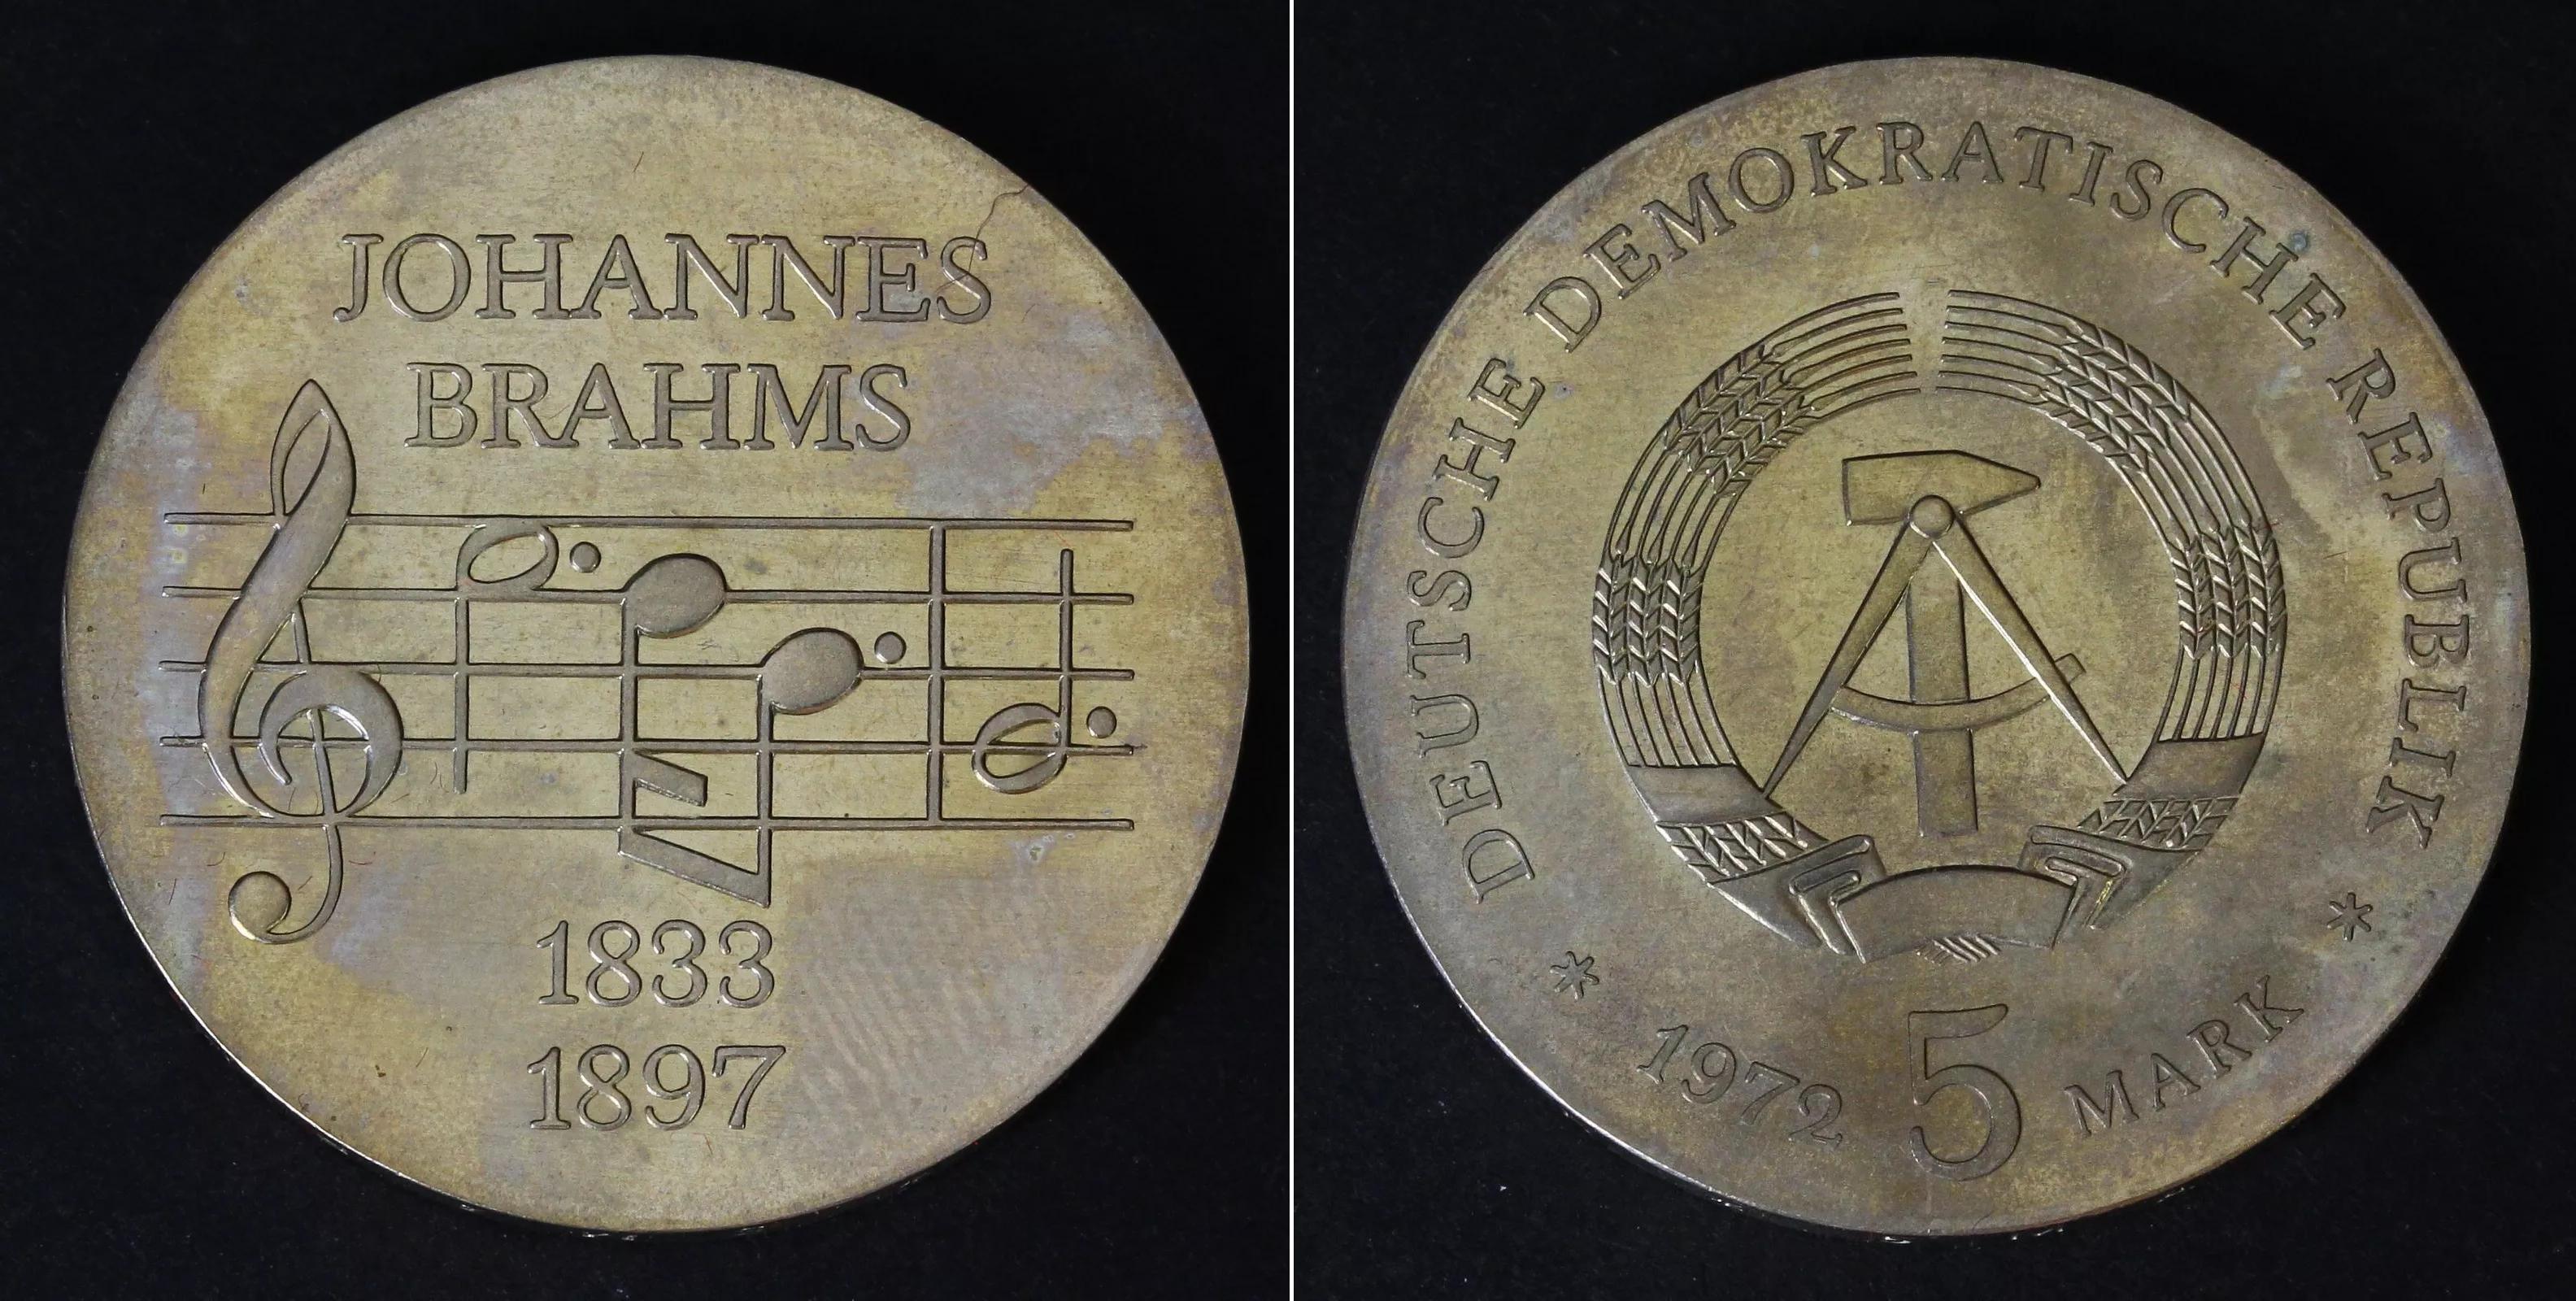 JOHANNES
BRAHMS
1833
1897
DEUTSCHE DEMOKRATISCHE REPUBLIK
* 1972 5 MARK *